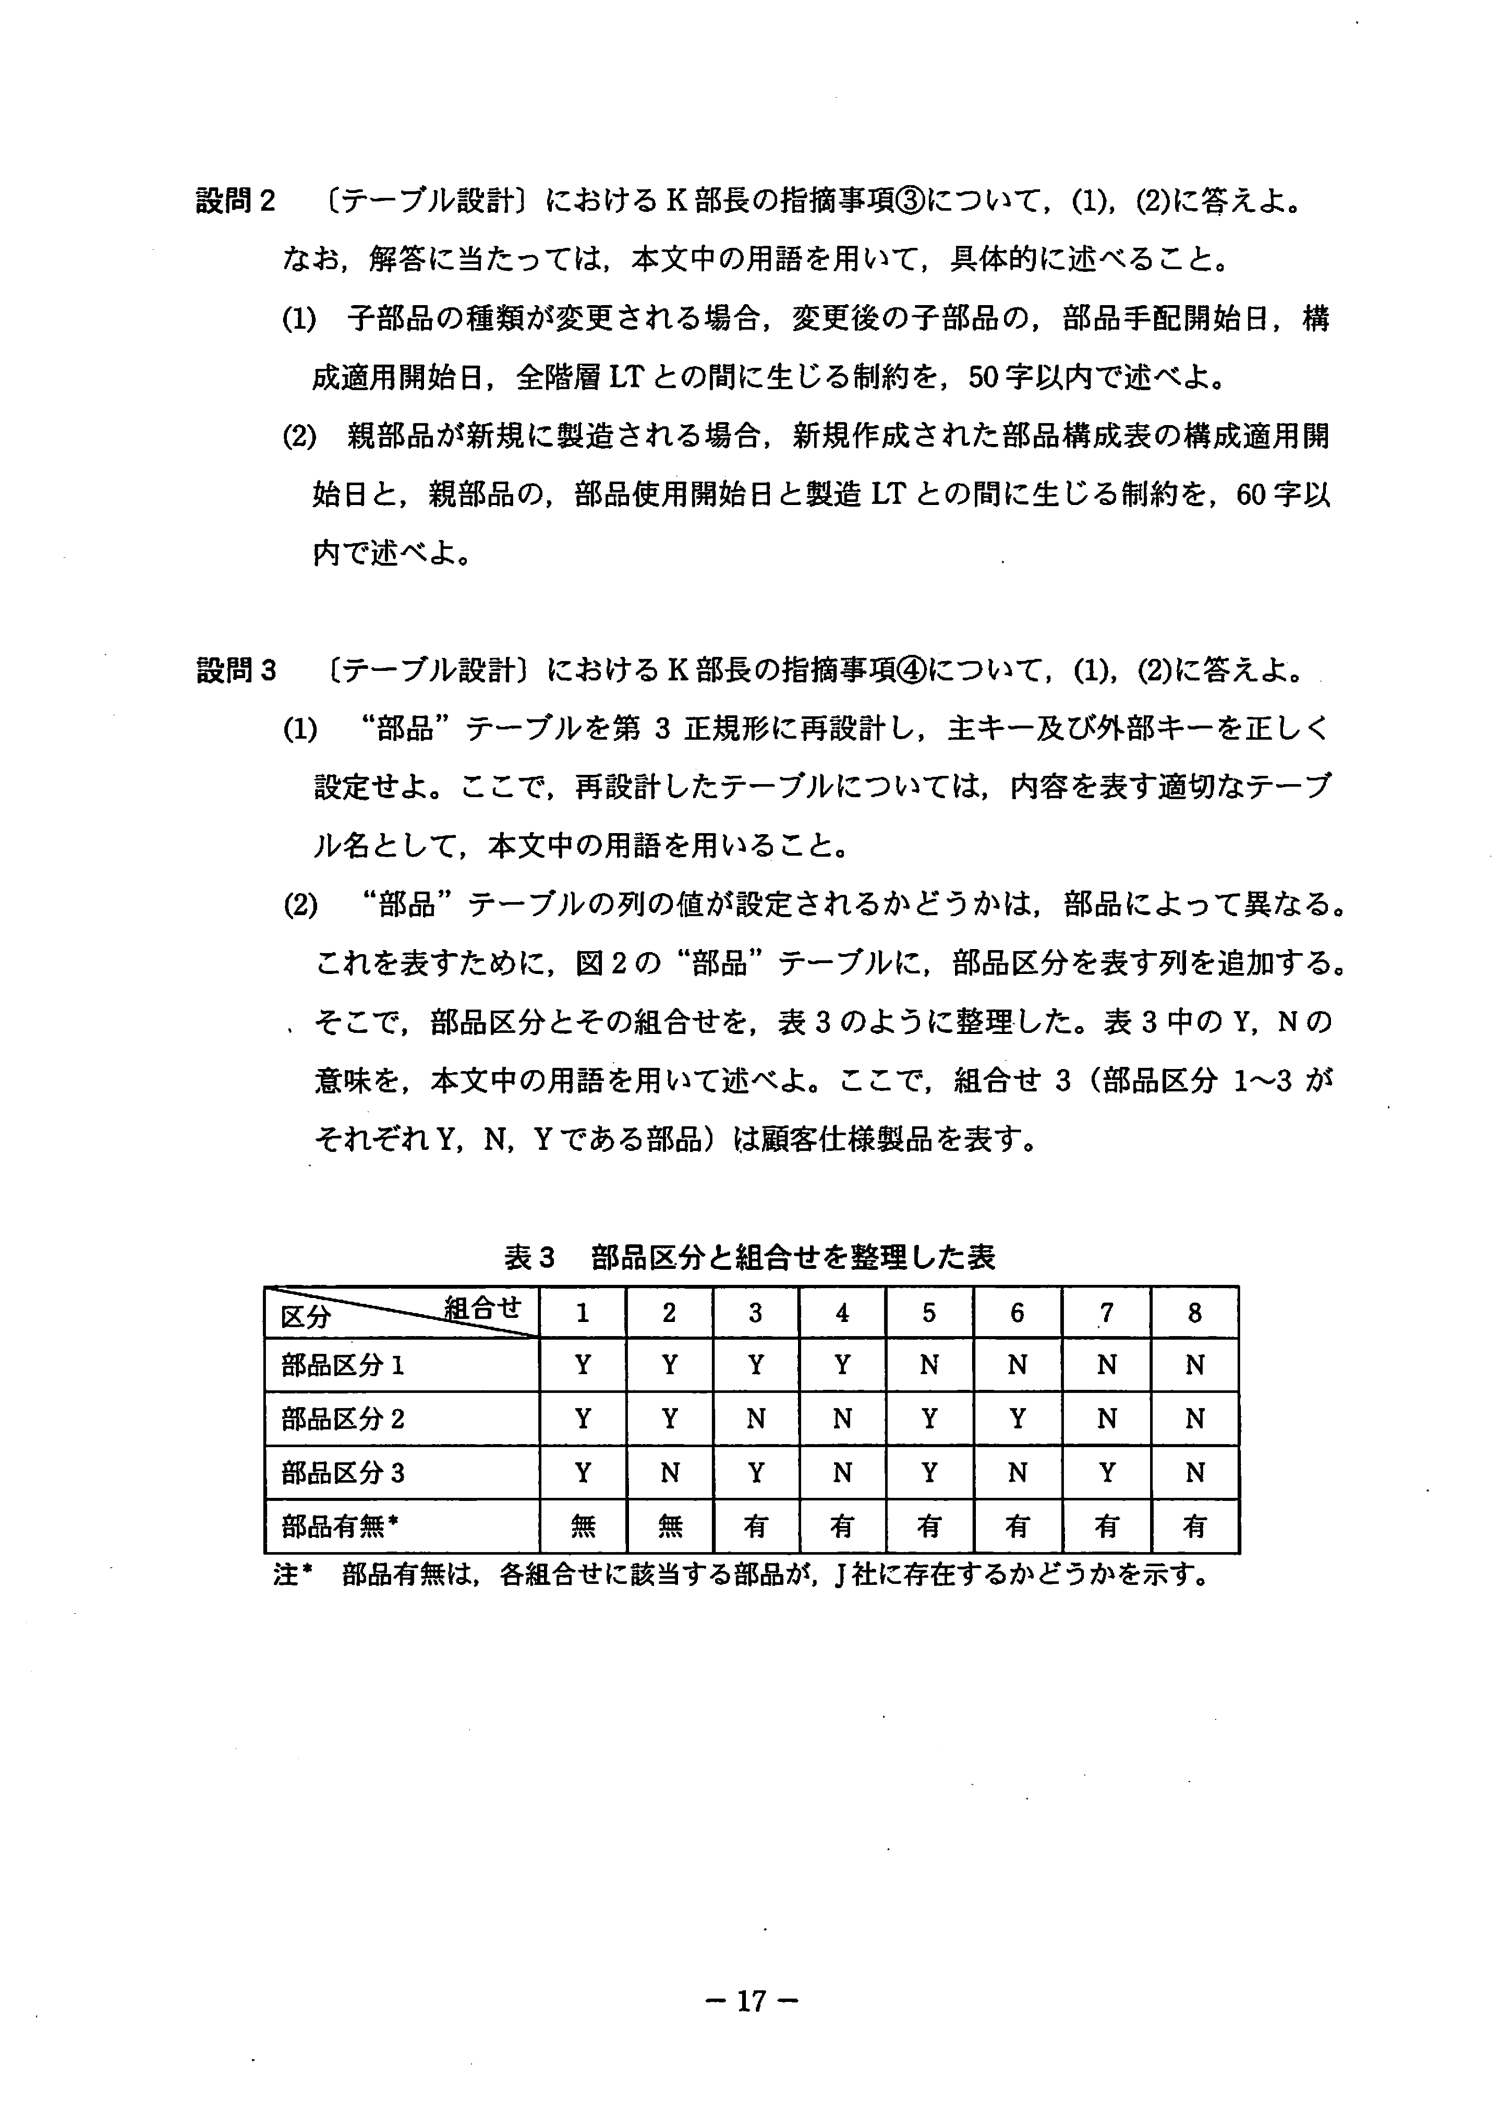 設問2 〔テーブル設計〕におけるK部長の指摘事項③について，(1)，(2)に答えよ。
なお，解答に当たっては，本文中の用語を用いて，具体的に述べること。
(1) 子部品の種類が変更される場合，変更後の子部品の，部品手配開始日，構
成適用開始日，全階層LTとの間に生じる制約を，50字以内で述べよ。
(2) 親部品が新規に製造される場合，新規作成された部品構成表の構成適用開
始日と，親部品の，部品使用開始日と製造LTとの間に生じる制約を，60字以
内で述べよ。
設問3 〔テーブル設計〕におけるK部長の指摘事項④について，(1)，(2)に答えよ。
(1) “部品”テーブルを第3正規形に再設計し，主キー及び外部キーを正しく
設定せよ。ここで，再設計したテーブルについては，内容を表す適切なテーブ
ル名として，本文中の用語を用いること。
(2) “部品”テーブルの列の値が設定されるかどうかは，部品によって異なる。
これを表すために，図2の“部品”テーブルに，部品区分を表す列を追加する。
そこで，部品区分とその組合せを，表3のように整理した。表3中のY，Nの
意味を，本文中の用語を用いて述べよ。ここで，組合せ3（部品区分1～3が
それぞれY，N，Yである部品）は顧客仕様製品を表す。
表3 部品区分と組合せを整理した表
区分 組合せ 1 2 3 4 5 6 7 8
部品区分1 Y Y Y Y N N N N
部品区分2 Y Y N N Y Y N N
部品区分3 Y N Y N Y N Y N
部品有無* 無 無 有 有 有 有 有 有
注* 部品有無は，各組合せに該当する部品が，J社に存在するかどうかを示す。
－17－